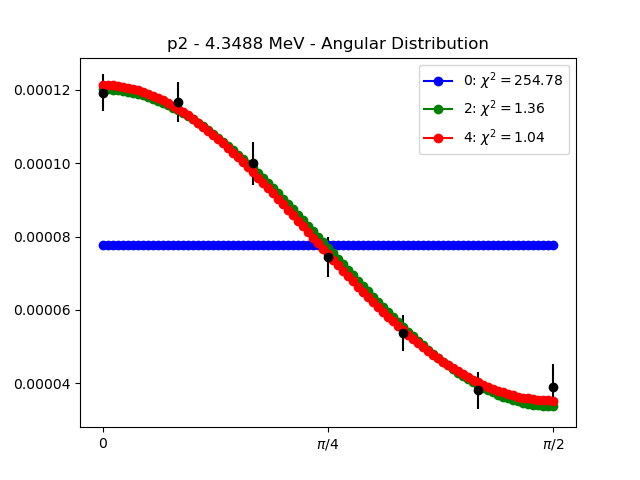 p2 - 4.3488 MeV - Angular Distribution
0: χ² = 254.78
2: χ² = 1.36
4: χ² = 1.04
0.00012
0.00010
0.00008
0.00006
0.00004
0
π/4
π/2